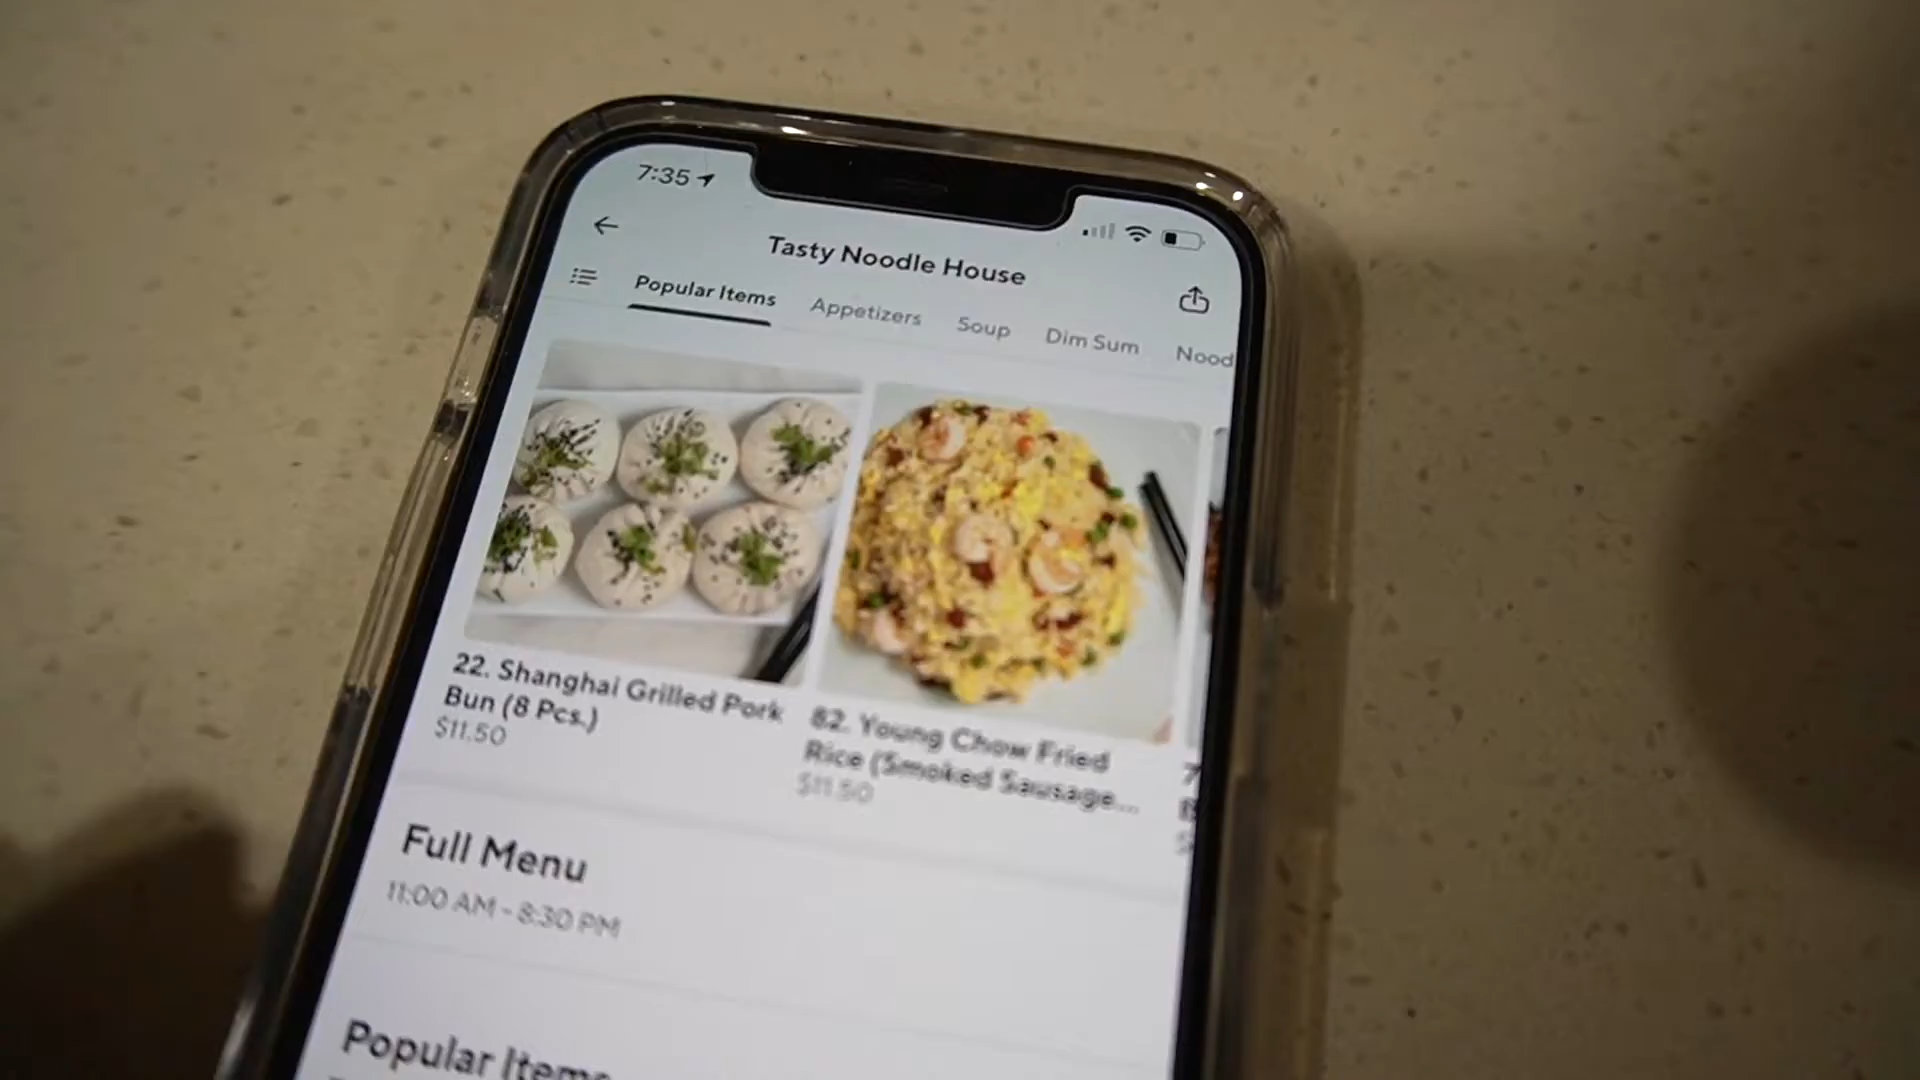 7:35
Tasty Noodle House
Popular Items Appetizers Soup Dim Sum Nood
22. Shanghai Grilled Pork
Bun (8 Pcs.)
$11.50
82. Young Chow Fried
Rice (Smoked Sausage...
$11.50
Full Menu
11:00 AM - 8:30 PM
Popular Items